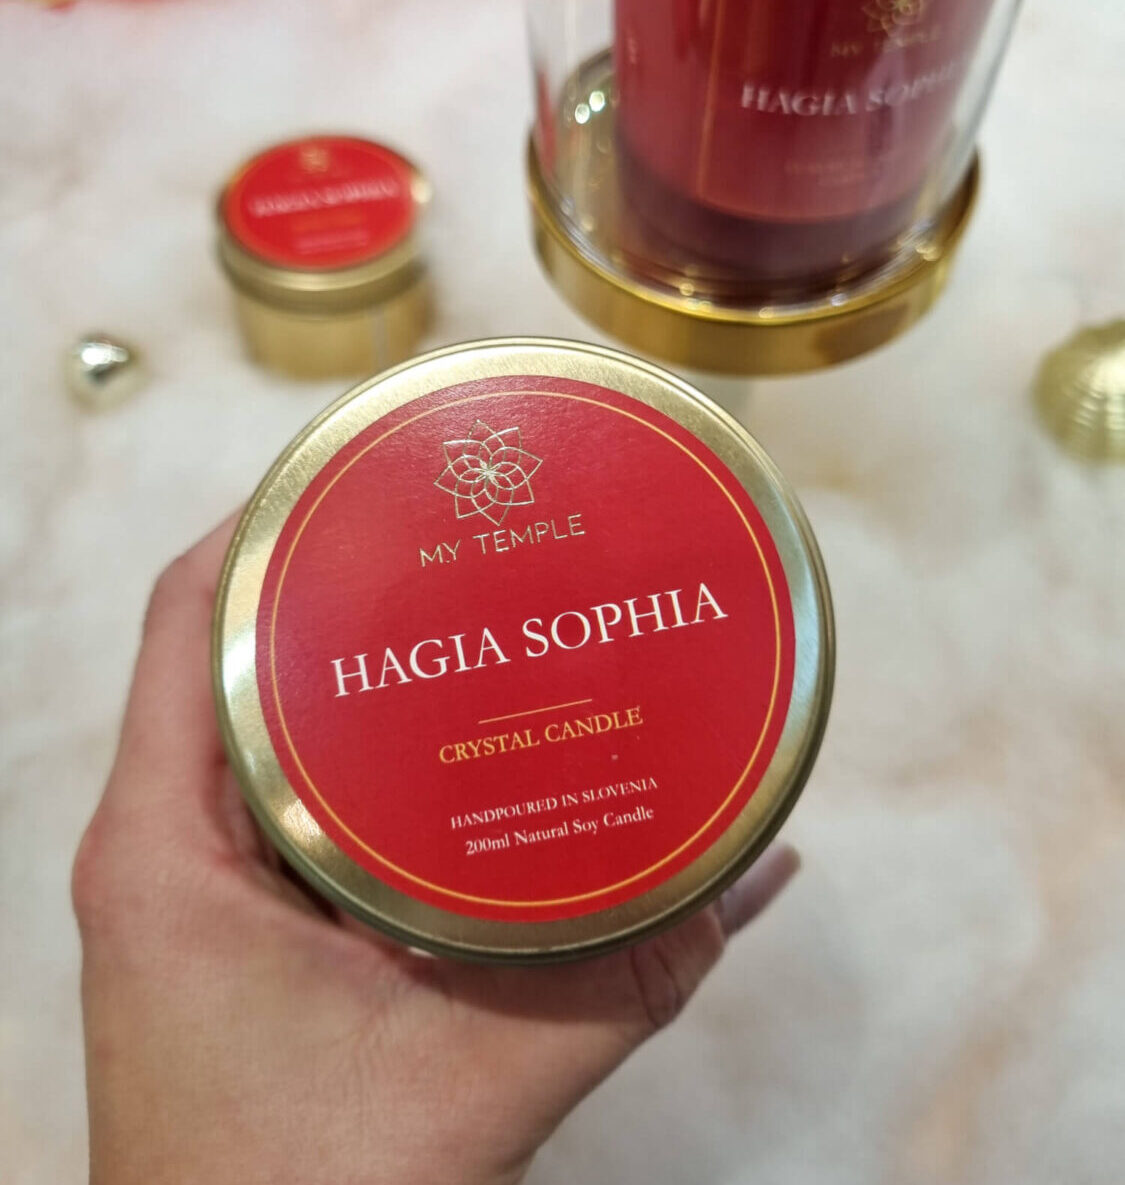 MY TEMPLE
HAGIA SOPHIA
MY TEMPLE
HAGIA SOPHIA
CRYSTAL CANDLE
HANDPOURED IN SLOVENIA
200ml Natural Soy Candle